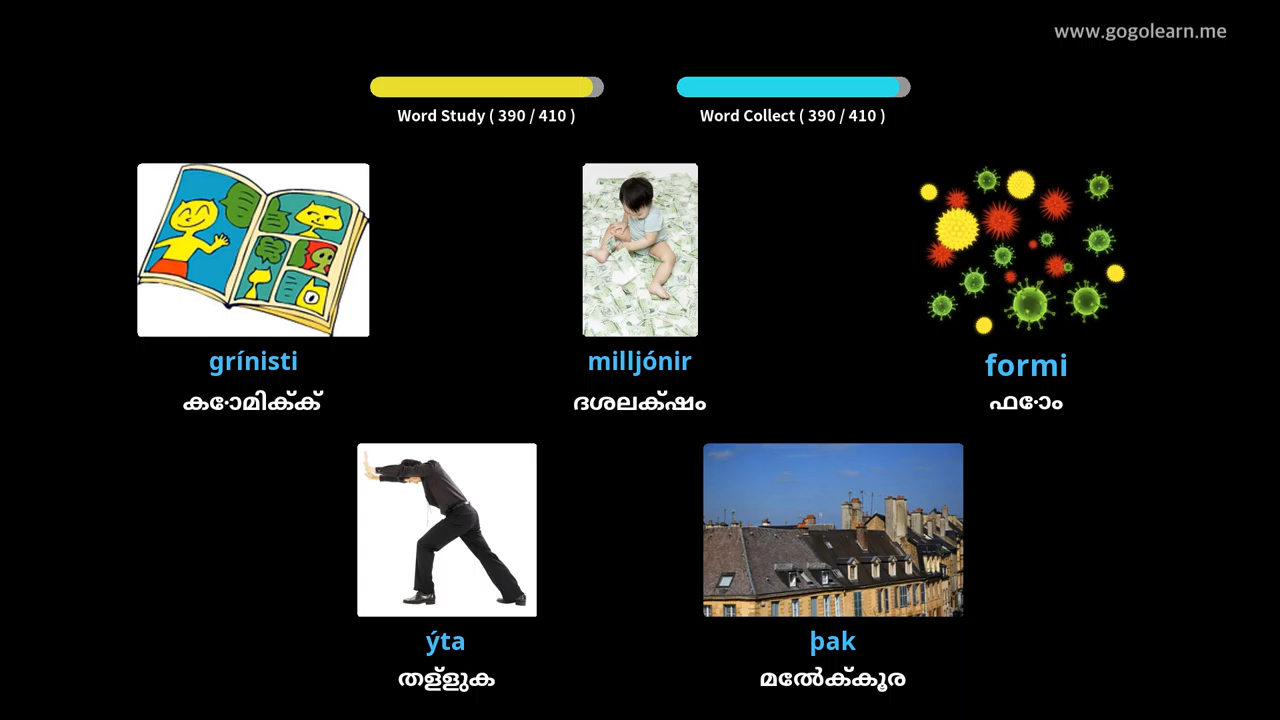 www.gogolearn.me
Word Study ( 390 / 410 )
Word Collect ( 390 / 410 )
grínisti
milljónir
formi
കോമിക്ക്
ദശലക്ഷം
ഫോം
ýta
þak
തള്ളുക
മേൽക്കൂര